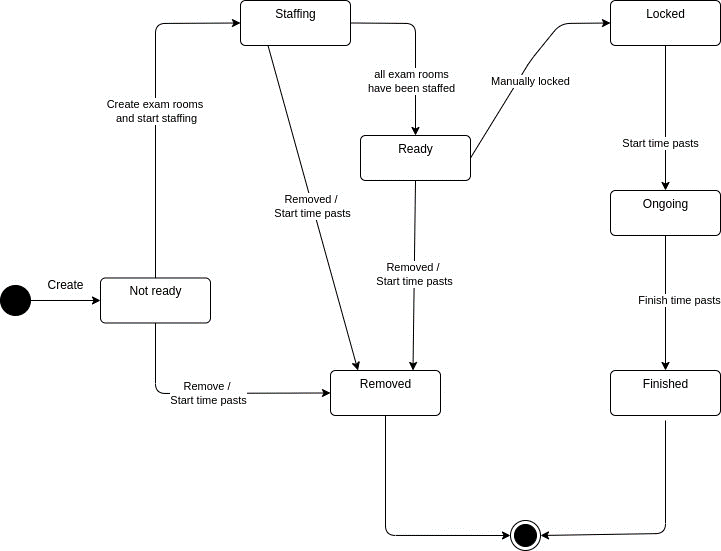 Staffing
Locked
all exam rooms
have been staffed
Manually locked
Create exam rooms
and start staffing
Ready
Start time pasts
Removed /
Start time pasts
Ongoing
Removed /
Start time pasts
Create
Not ready
Finish time pasts
Remove /
Start time pasts
Removed
Finished